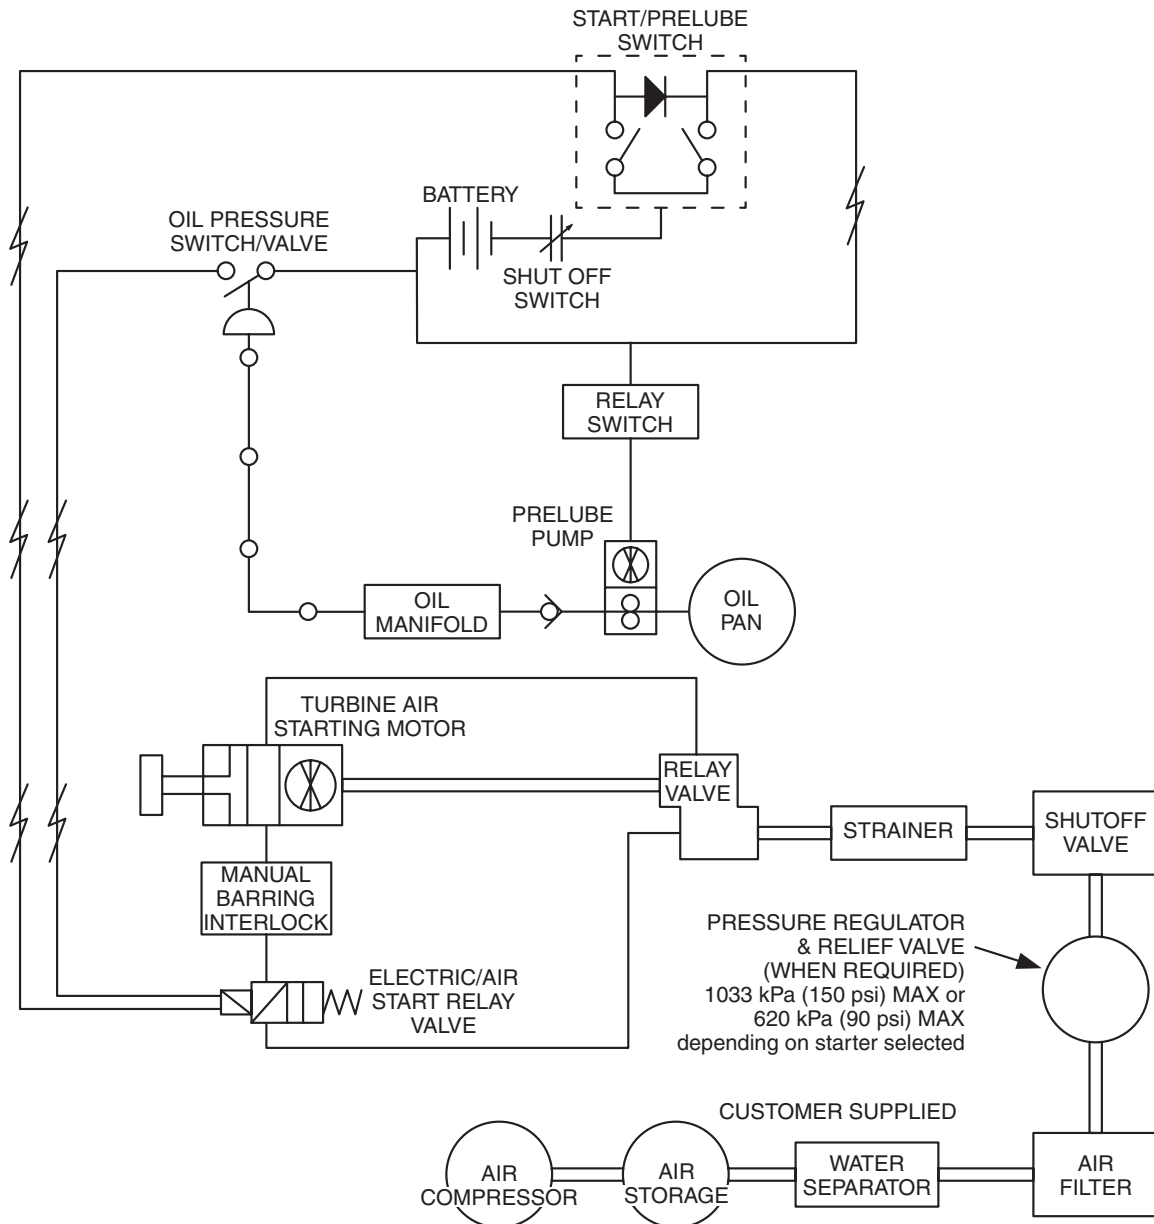 START/PRELUBE
SWITCH
BATTERY
OIL PRESSURE
SWITCH/VALVE
SHUT OFF
SWITCH
RELAY
SWITCH
PRELUBE
PUMP
OIL
MANIFOLD
OIL
PAN
TURBINE AIR
STARTING MOTOR
RELAY
VALVE
STRAINER
SHUTOFF
VALVE
MANUAL
BARRING
INTERLOCK
PRESSURE REGULATOR
& RELIEF VALVE
(WHEN REQUIRED)
1033 kPa (150 psi) MAX or
620 kPa (90 psi) MAX
depending on starter selected
ELECTRIC/AIR
START RELAY
VALVE
CUSTOMER SUPPLIED
AIR
COMPRESSOR
AIR
STORAGE
WATER
SEPARATOR
AIR
FILTER